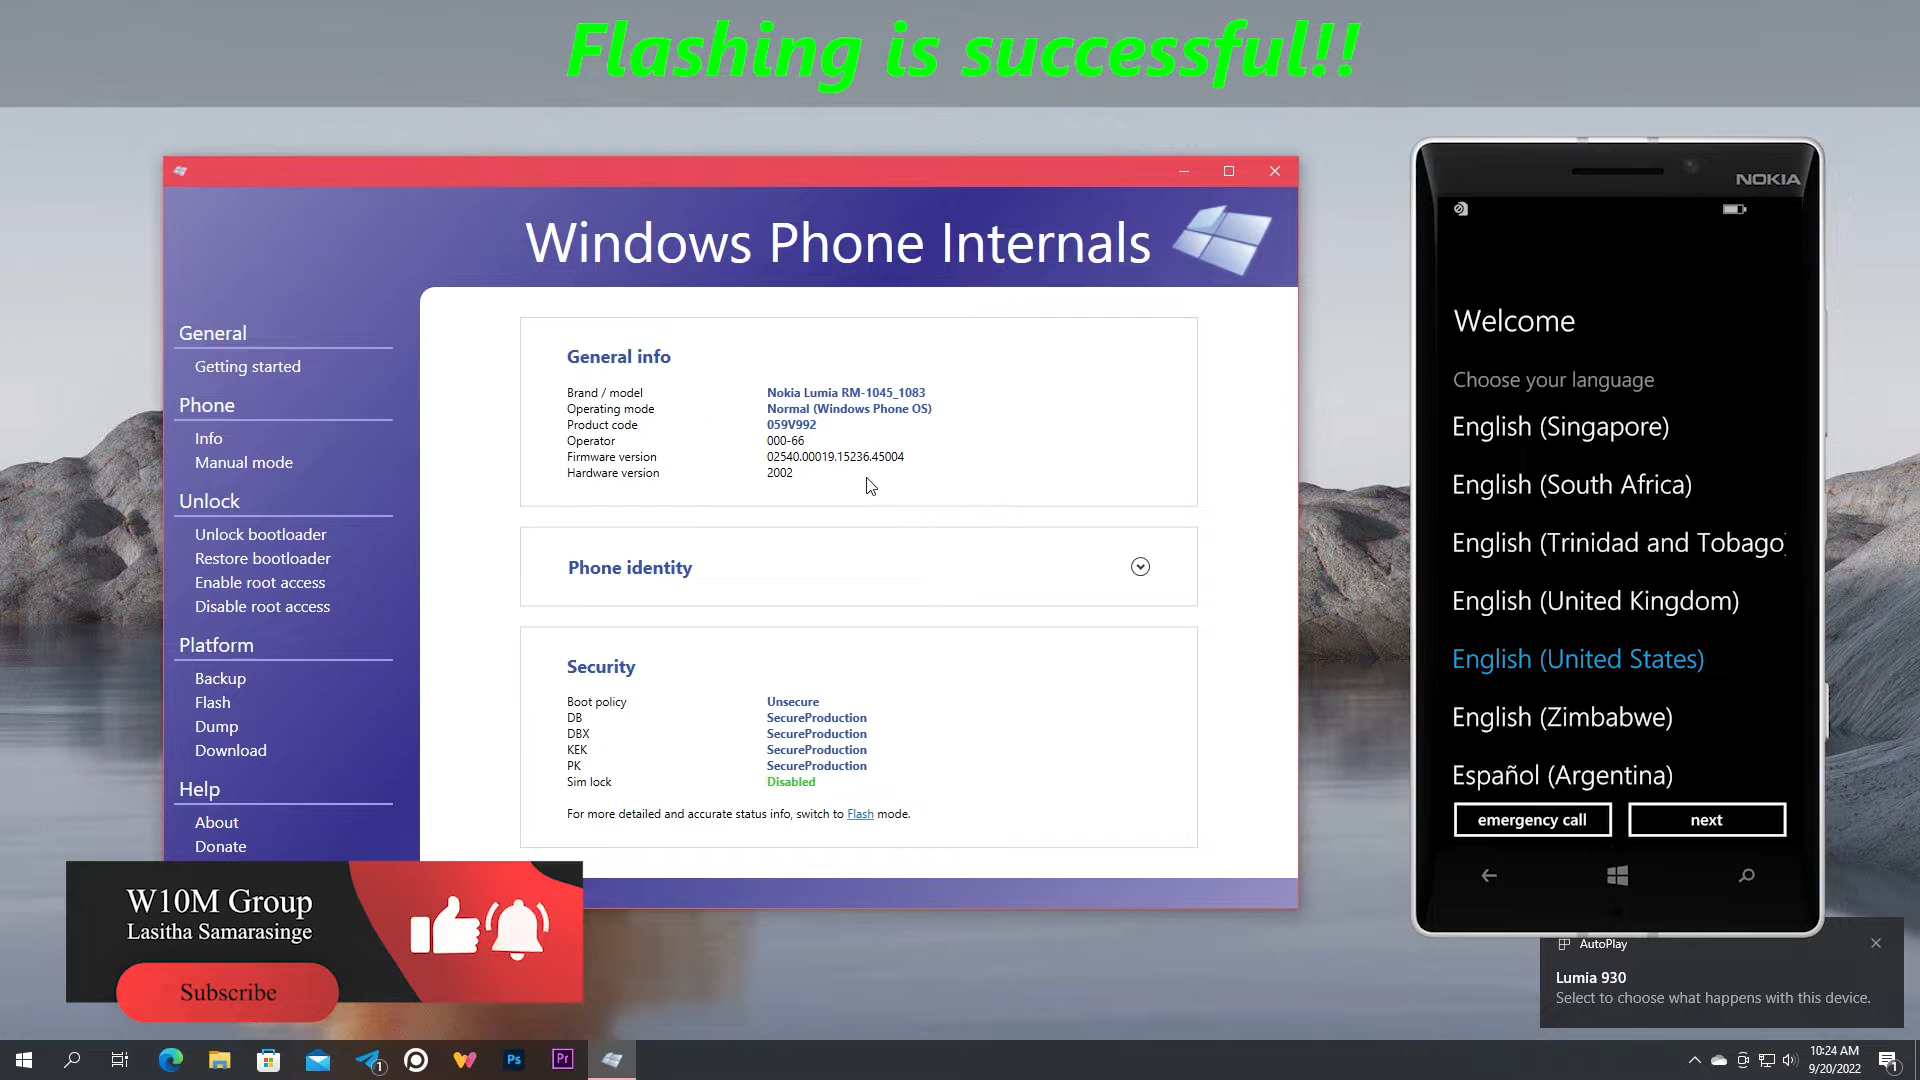 Flashing is successful!!
Windows Phone Internals
General
Getting started
Phone
Info
Manual mode
Unlock
Unlock bootloader
Restore bootloader
Enable root access
Disable root access
Platform
Backup
Flash
Dump
Download
Help
About
Donate
General info
Brand / model Nokia Lumia RM-1045_1083
Operating mode Normal (Windows Phone OS)
Product code 059V992
Operator 000-66
Firmware version 02540.00019.15236.45004
Hardware version 2002
Phone identity
Security
Boot policy Unsecure
DB SecureProduction
DBX SecureProduction
KEK SecureProduction
PK SecureProduction
Sim lock Disabled
For more detailed and accurate status info, switch to Flash mode.
NOKIA
Welcome
Choose your language
English (Singapore)
English (South Africa)
English (Trinidad and Tobago)
English (United Kingdom)
English (United States)
English (Zimbabwe)
Español (Argentina)
emergency call next
W10M Group
Lasitha Samarasinge
Subscribe
AutoPlay
Lumia 930
Select to choose what happens with this device.
1
Ps
Pr
10:24 AM
9/20/2022
1